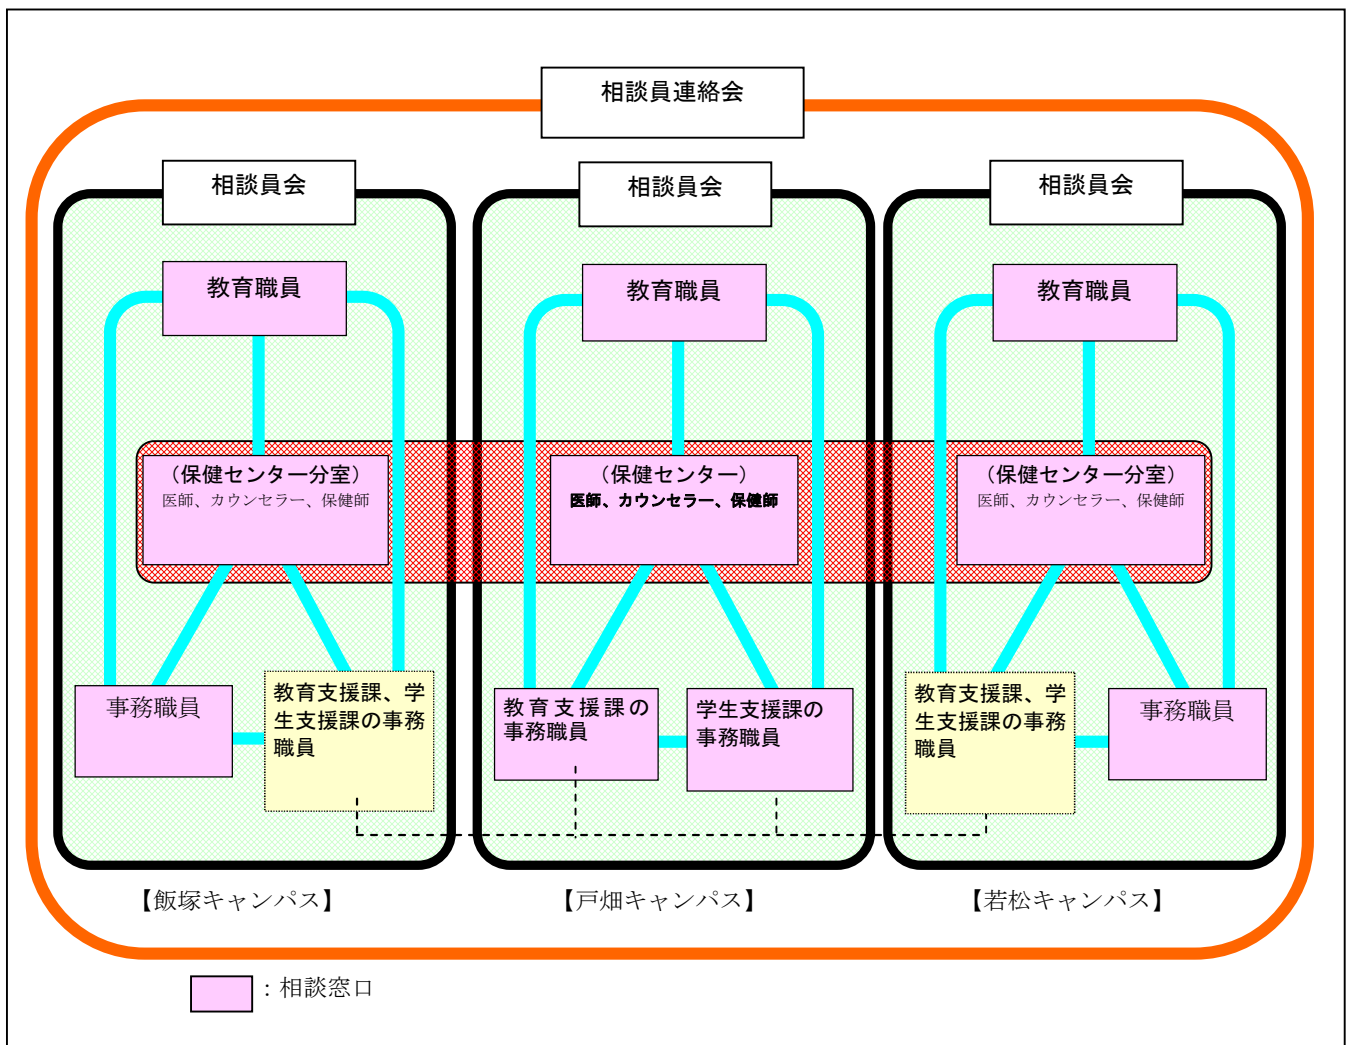 相談員連絡会
相談員会
相談員会
相談員会
教育職員
教育職員
教育職員
（保健センター分室）
医師、カウンセラー、保健師
（保健センター）
医師、カウンセラー、保健師
（保健センター分室）
医師、カウンセラー、保健師
事務職員
教育支援課、学
生支援課の事務
職員
教育支援課の
事務職員
学生支援課の
事務職員
教育支援課、学
生支援課の事務
職員
事務職員
【飯塚キャンパス】
【戸畑キャンパス】
【若松キャンパス】
：相談窓口